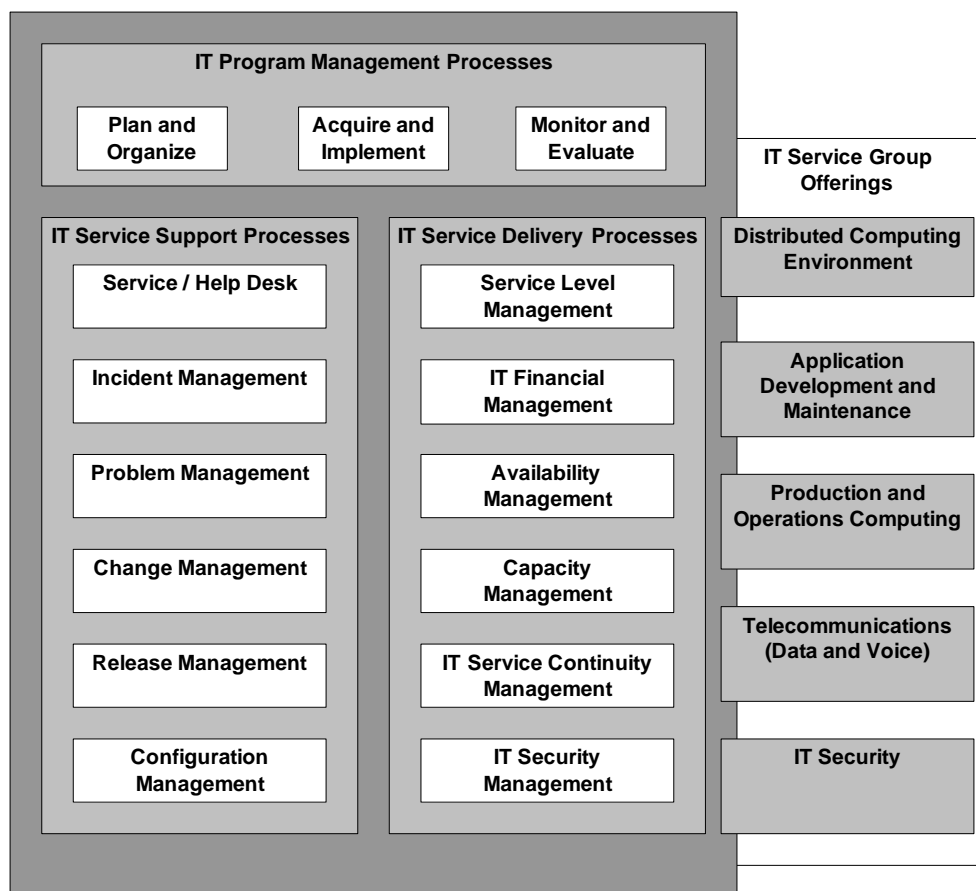 IT Program Management Processes
Plan and
Organize
Acquire and
Implement
Monitor and
Evaluate
IT Service Support Processes
Service / Help Desk
Incident Management
Problem Management
Change Management
Release Management
Configuration
Management
IT Service Delivery Processes
Service Level
Management
IT Financial
Management
Availability
Management
Capacity
Management
IT Service Continuity
Management
IT Security
Management
IT Service Group
Offerings
Distributed Computing
Environment
Application
Development and
Maintenance
Production and
Operations Computing
Telecommunications
(Data and Voice)
IT Security